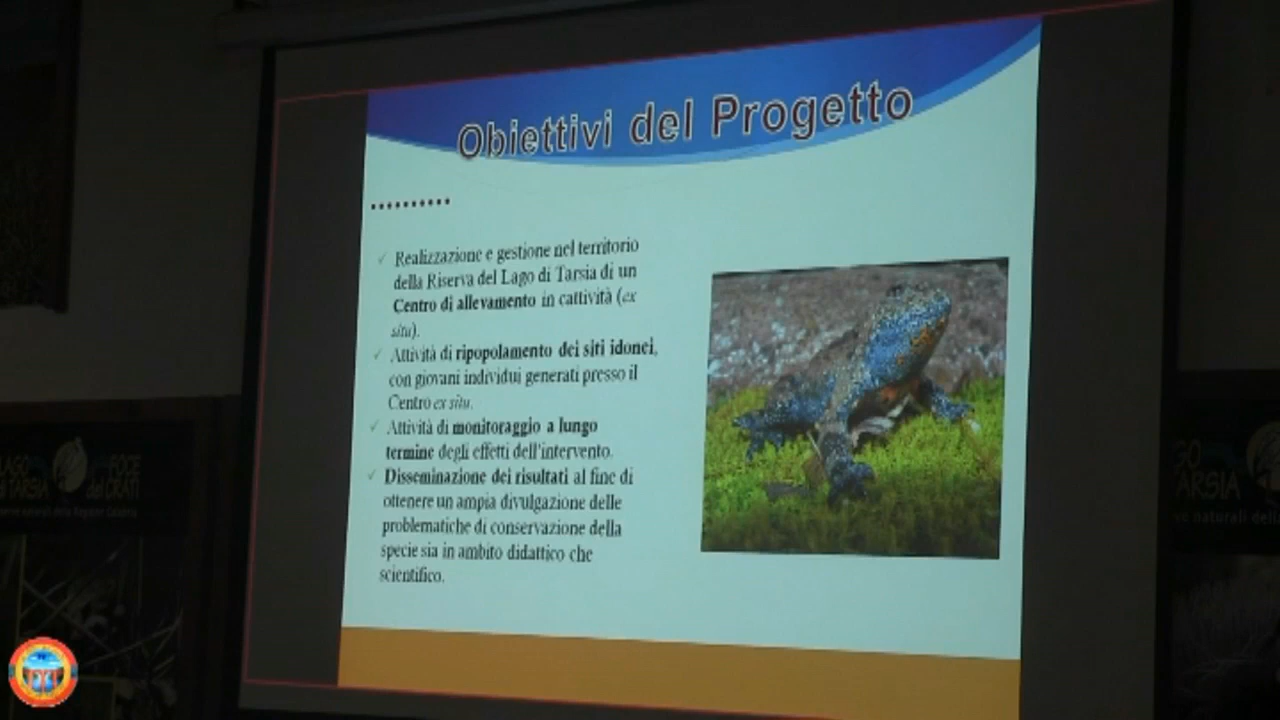 Obiettivi del Progetto
..........
Realizzazione e gestione nel territorio
della Riserva del Lago di Tarsia di un
Centro di allevamento in cattività (ex
situ).
Attività di ripopolamento dei siti idonei,
con giovani individui generati presso il
Centro ex situ.
Attività di monitoraggio a lungo
termine degli effetti dell'intervento.
Disseminazione dei risultati al fine di
ottenere un ampia divulgazione delle
problematiche di conservazione della
specie sia in ambito didattico che
scientifico.
LAGO FOCE
TARSIA del CRATI
GO
ARSIA
naturali della